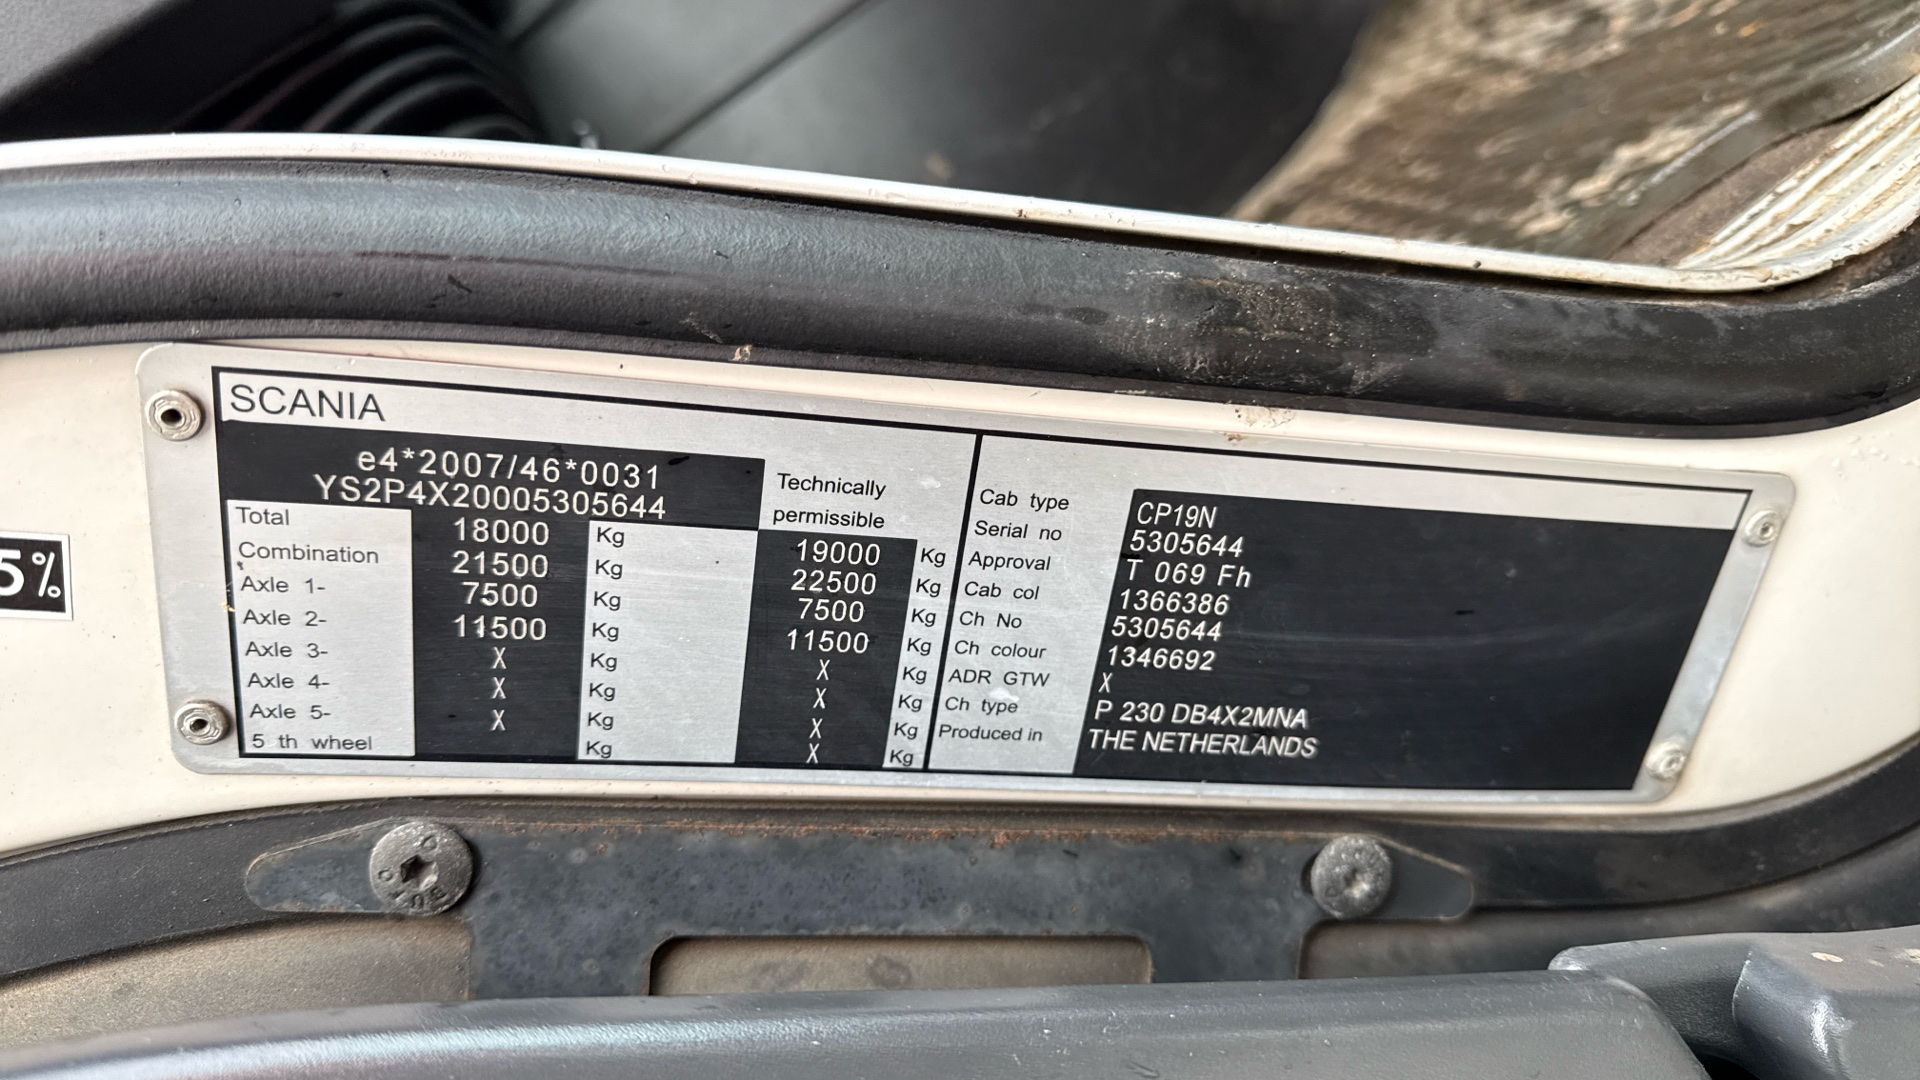 SCANIA
e4*2007/46*0031
YS2P4X20005305644
Technically
permissible
Total 18000 Kg 19000 Kg
Combination 21500 Kg 22500 Kg
Axle 1- 7500 Kg 7500 Kg
Axle 2- 11500 Kg 11500 Kg
Axle 3- X Kg X Kg
Axle 4- X Kg X Kg
Axle 5- X Kg X Kg
5 th wheel Kg X Kg
Cab type CP19N
Serial no 5305644
Approval T 069 Fh
Cab col 1366386
Ch No 5305644
Ch colour 1346692
ADR GTW X
Ch type P 230 DB4X2MNA
Produced in THE NETHERLANDS
5%